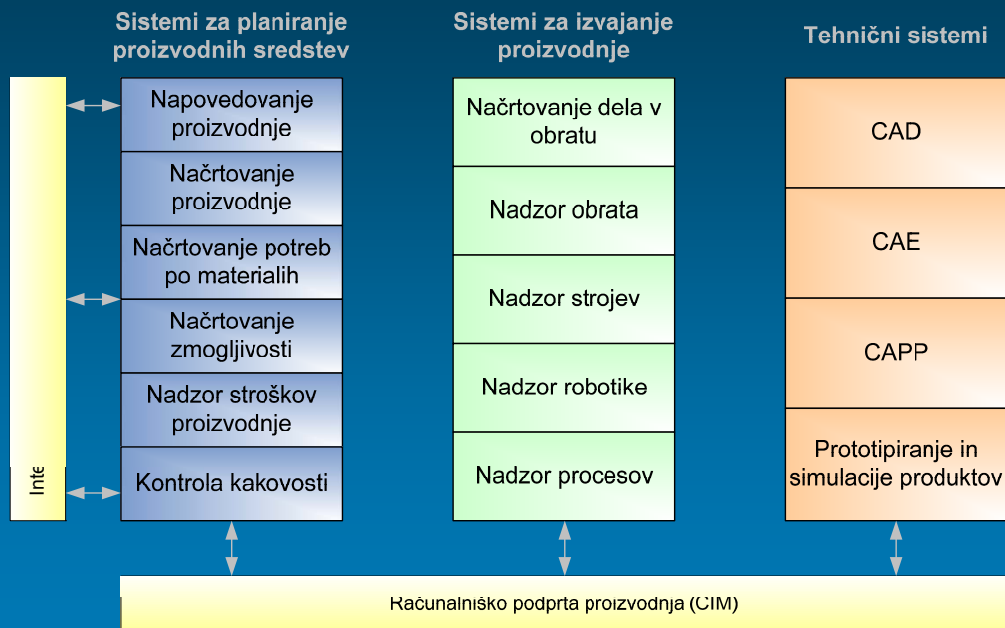 Sistemi za planiranje
proizvodnih sredstev
Napovedovanje
proizvodnje
Načrtovanje
proizvodnje
Načrtovanje potreb
po materialih
Načrtovanje
zmogljivosti
Nadzor stroškov
proizvodnje
Kontrola kakovosti
Sistemi za izvajanje
proizvodnje
Načrtovanje dela v
obratu
Nadzor obrata
Nadzor strojev
Nadzor robotike
Nadzor procesov
Tehnični sistemi
CAD
CAE
CAPP
Prototipiranje in
simulacije produktov
Računalniško podprta proizvodnja (CIM)